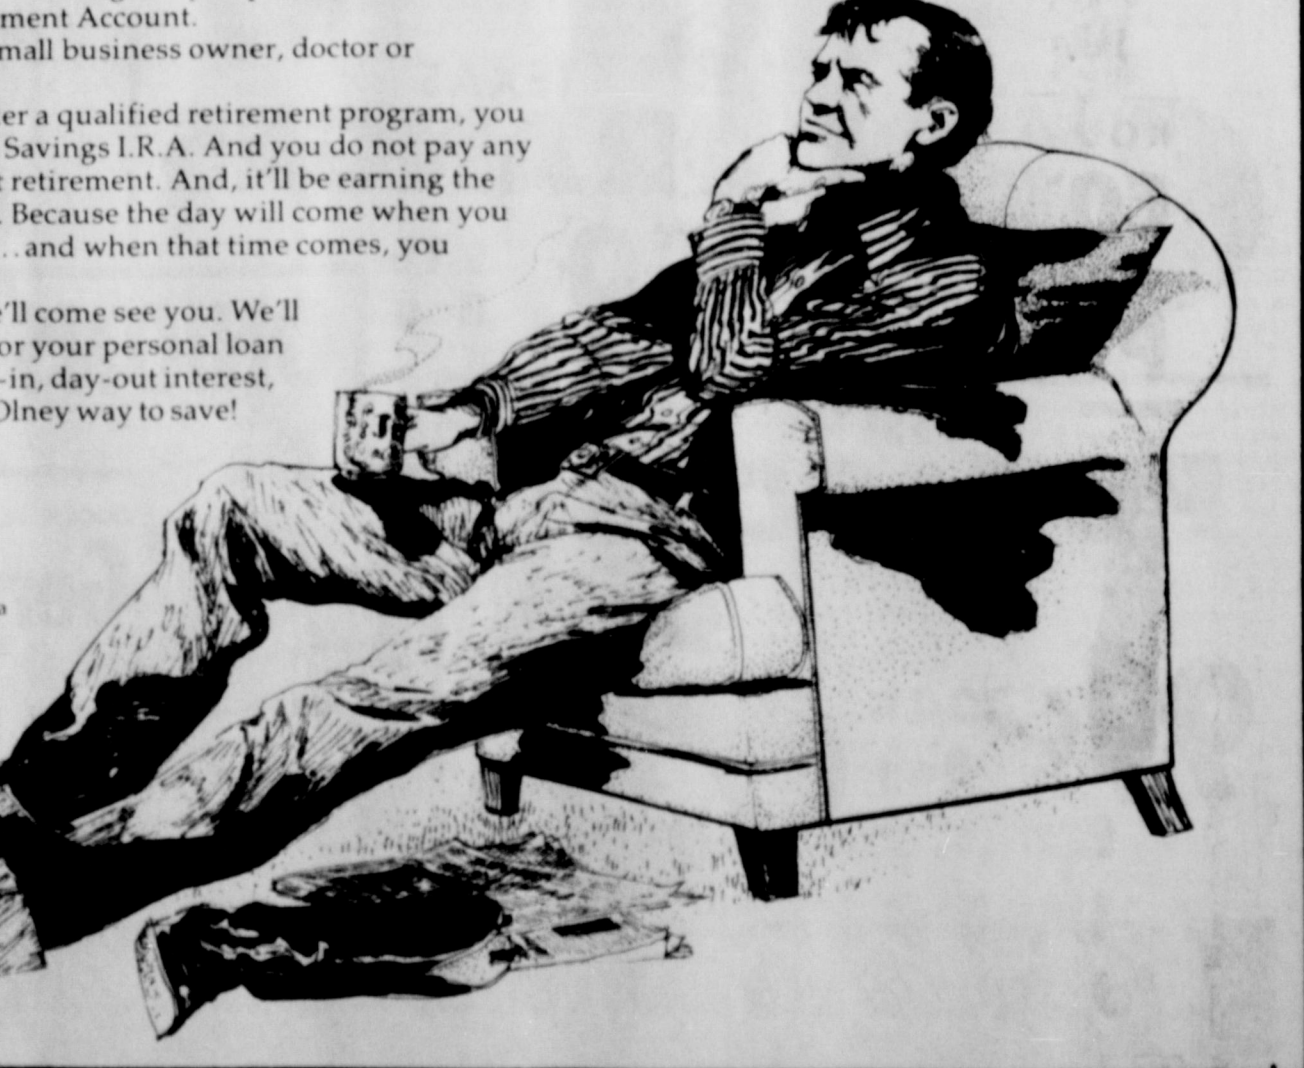 ment Account.
mall business owner, doctor or
er a qualified retirement program, you
Savings I.R.A. And you do not pay any
retirement. And, it'll be earning the
. Because the day will come when you
...and when that time comes, you
'll come see you. We'll
or your personal loan
-in, day-out interest,
Olney way to save!
a